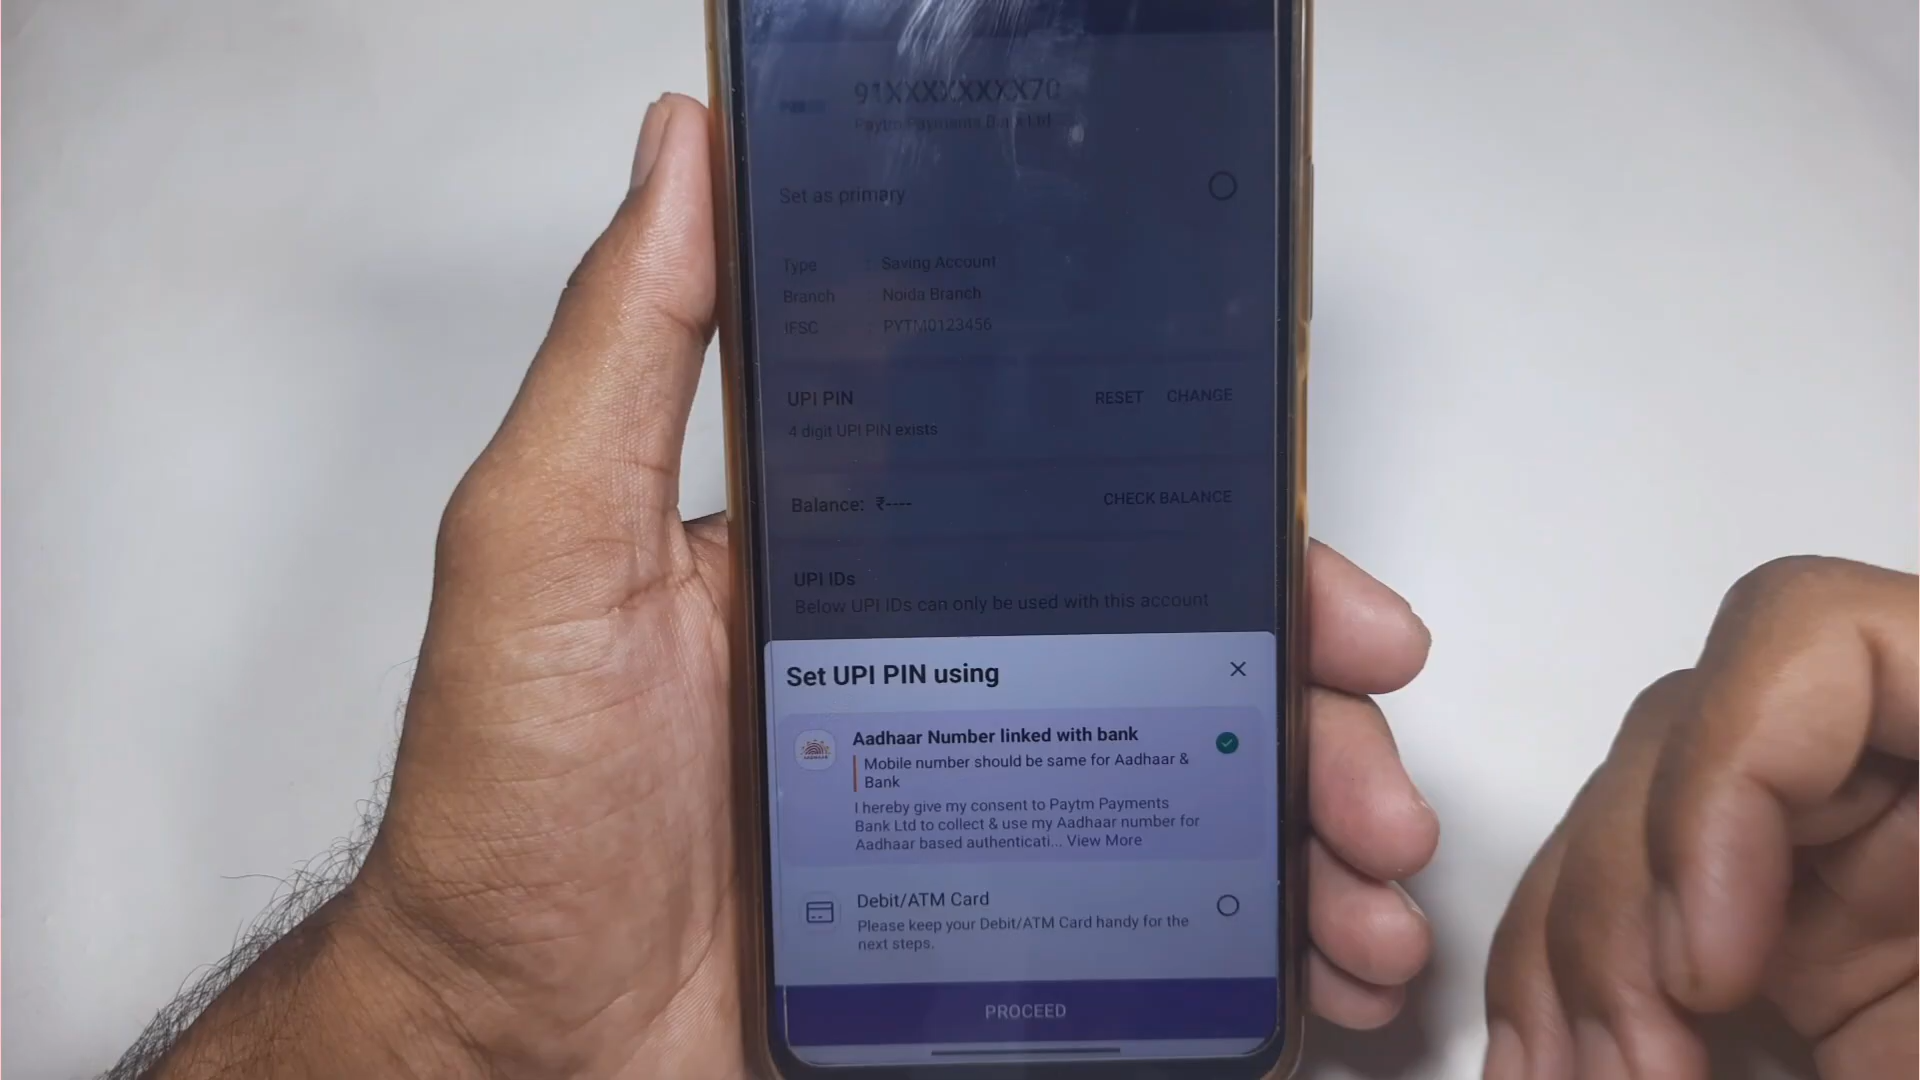 91XXXXXXXX70
Paytm Payments Bank Ltd
Set as primary
Type : Saving Account
Branch : Noida Branch
IFSC : PYTM0123456
UPI PIN RESET CHANGE
4 digit UPI PIN exists
Balance: ₹---- CHECK BALANCE
UPI IDs
Below UPI IDs can only be used with this account
Set UPI PIN using
Aadhaar Number linked with bank
Mobile number should be same for Aadhaar &
Bank
I hereby give my consent to Paytm Payments
Bank Ltd to collect & use my Aadhaar number for
Aadhaar based authenticati... View More
Debit/ATM Card
Please keep your Debit/ATM Card handy for the
next steps.
PROCEED